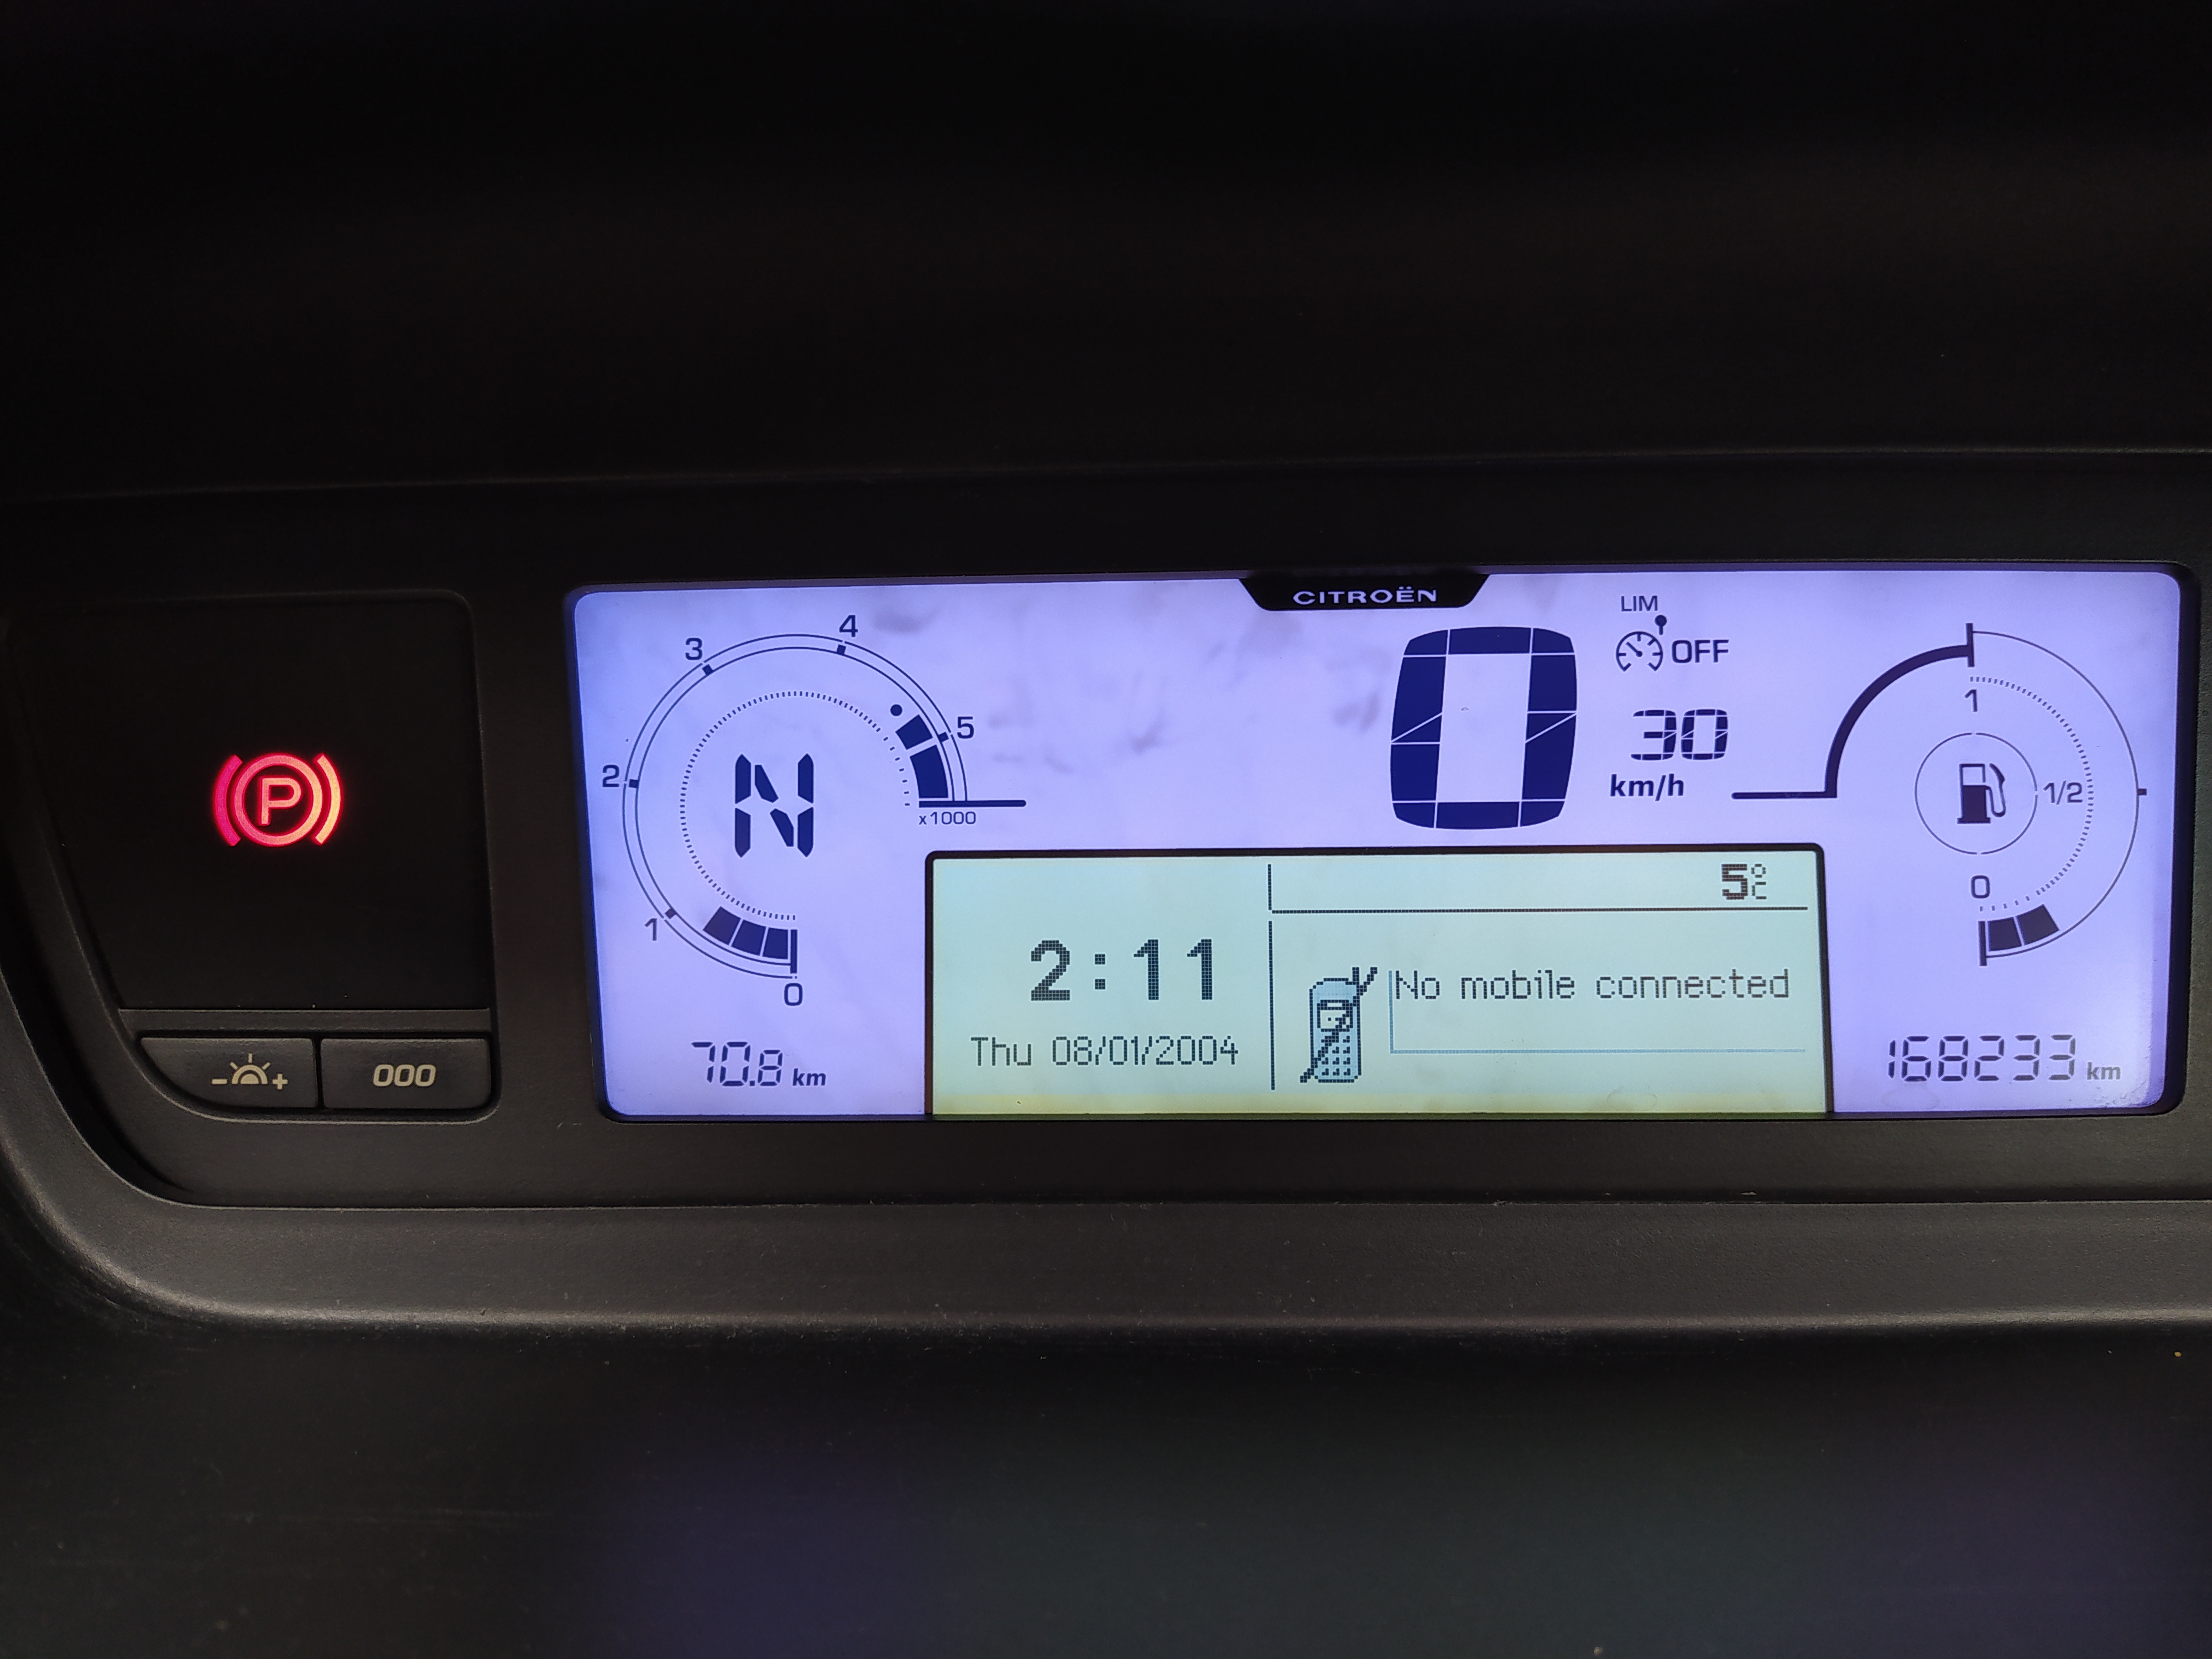 CITROËN
LIM
OFF
4
3
5
2
1
0
x1000
N
0
30
km/h
1
1/2
0
P
5°C
2:11
No mobile connected
Thu 08/01/2004
70.8 km
168233 km
- +
000